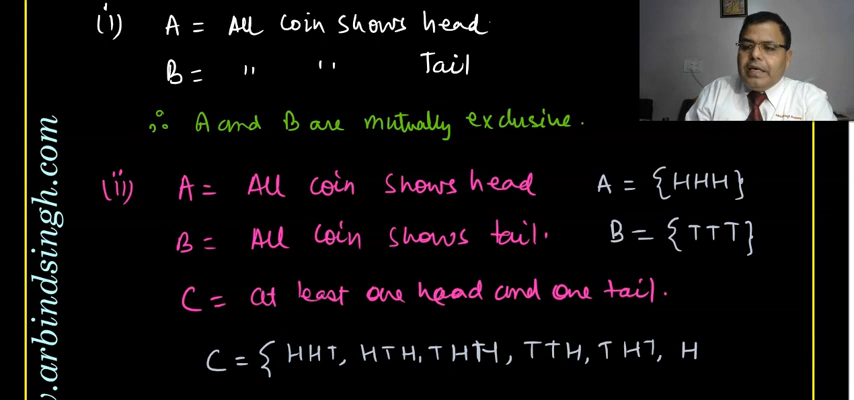 (i) A = All coin shows head.
B = " " Tail
∴ A and B are mutually exclusive.
(ii) A = All coin shows head A = {HHH}
B = All coin shows tail. B = {TTT}
C = at least one head and one tail.
C = { HHT, HTH, THH, TTH, THT, H
w.arbindsingh.com